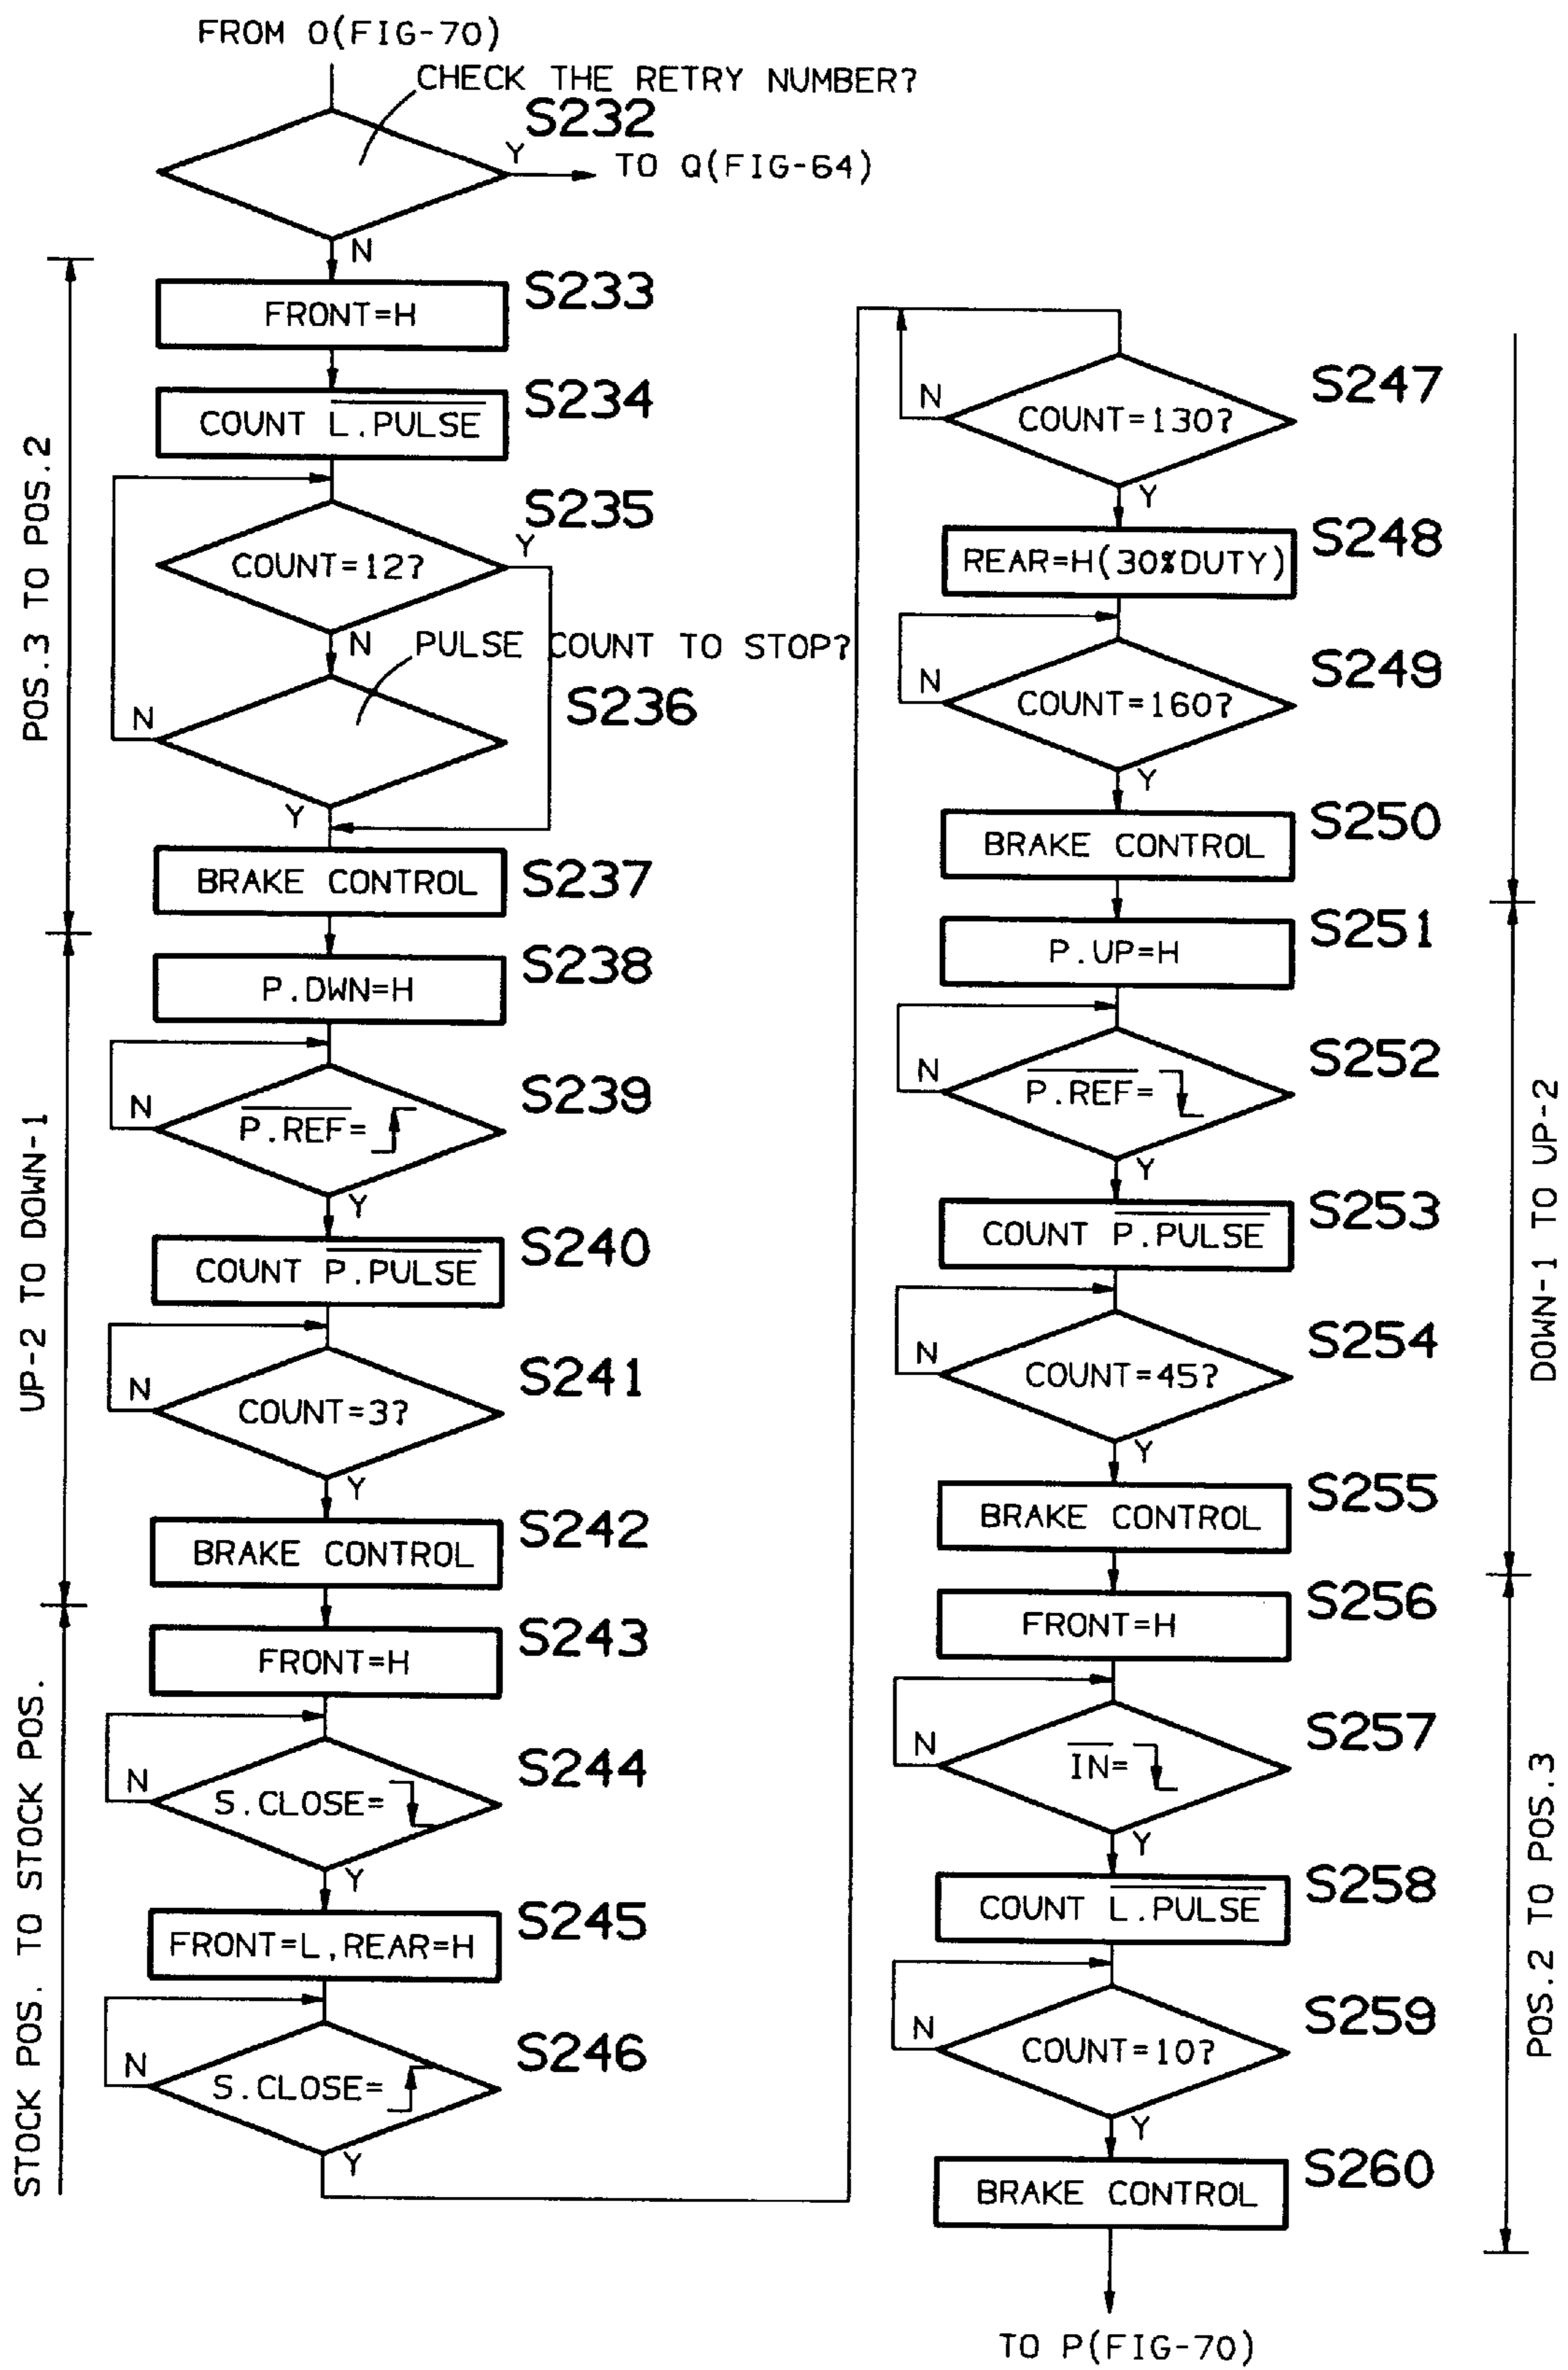 FROM O(FIG-70)
CHECK THE RETRY NUMBER?
S232
Y
TO Q(FIG-64)
N
POS.3 TO POS.2
S233
FRONT=H
S234
COUNT L.PULSE
S235
COUNT=12?
Y
N
PULSE COUNT TO STOP?
S236
N
Y
S237
BRAKE CONTROL
UP-2 TO DOWN-1
S238
P.DWN=H
S239
P.REF=
N
Y
S240
COUNT P.PULSE
S241
COUNT=3?
N
Y
S242
BRAKE CONTROL
STOCK POS. TO STOCK POS.
S243
FRONT=H
S244
S.CLOSE=
N
Y
S245
FRONT=L,REAR=H
S246
S.CLOSE=
N
Y
S247
COUNT=130?
N
Y
S248
REAR=H(30%DUTY)
S249
COUNT=160?
N
Y
S250
BRAKE CONTROL
DOWN-1 TO UP-2
S251
P.UP=H
S252
P.REF=
N
Y
S253
COUNT P.PULSE
S254
COUNT=45?
N
Y
S255
BRAKE CONTROL
POS.2 TO POS.3
S256
FRONT=H
S257
IN=
N
Y
S258
COUNT L.PULSE
S259
COUNT=10?
N
Y
S260
BRAKE CONTROL
TO P(FIG-70)